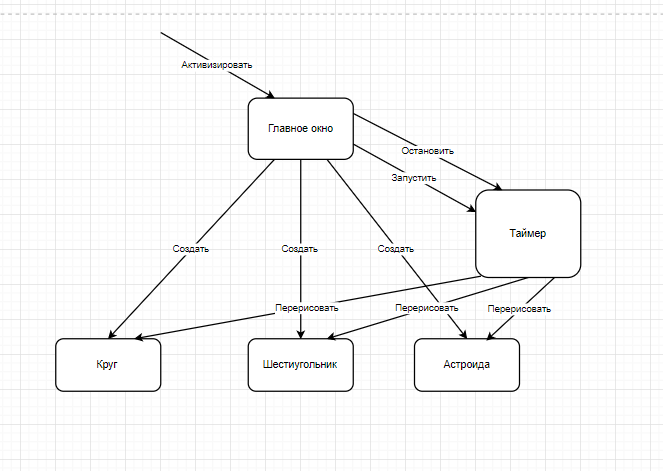 Активизировать
Главное окно
Остановить
Запустить
Таймер
Создать
Создать
Создать
Перерисовать
Перерисовать
Перерисовать
Круг
Шестиугольник
Астроида